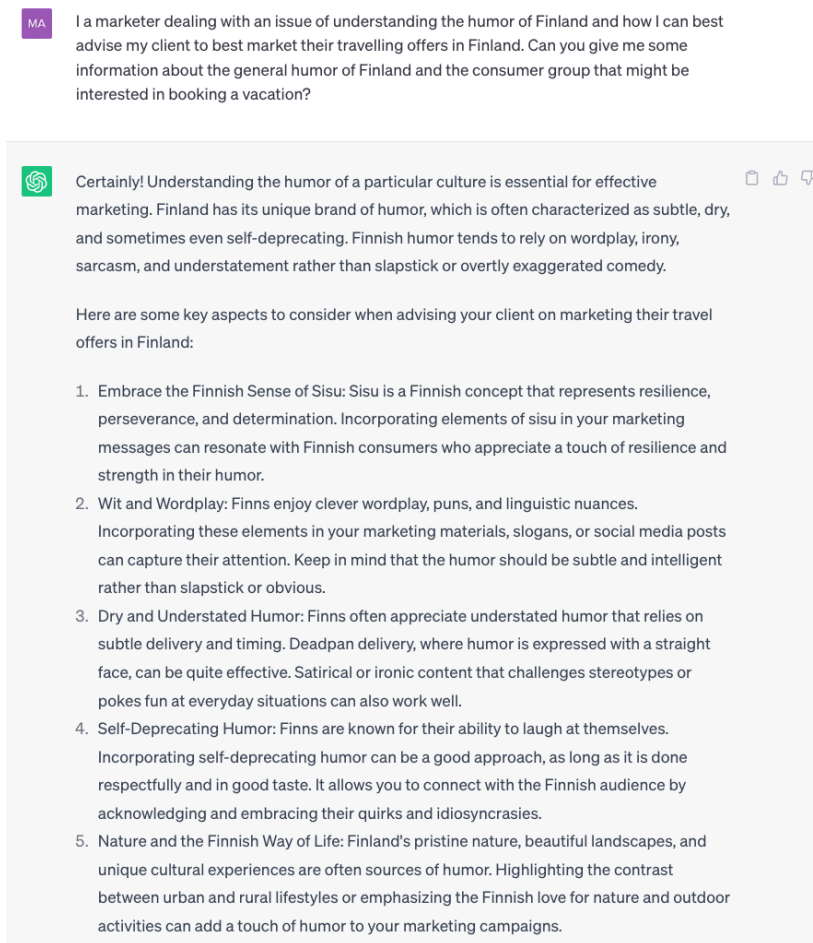 MA
I a marketer dealing with an issue of understanding the humor of Finland and how I can best
advise my client to best market their travelling offers in Finland. Can you give me some
information about the general humor of Finland and the consumer group that might be
interested in booking a vacation?
Certainly! Understanding the humor of a particular culture is essential for effective
marketing. Finland has its unique brand of humor, which is often characterized as subtle, dry,
and sometimes even self-deprecating. Finnish humor tends to rely on wordplay, irony,
sarcasm, and understatement rather than slapstick or overtly exaggerated comedy.
Here are some key aspects to consider when advising your client on marketing their travel
offers in Finland:
1. Embrace the Finnish Sense of Sisu: Sisu is a Finnish concept that represents resilience,
perseverance, and determination. Incorporating elements of sisu in your marketing
messages can resonate with Finnish consumers who appreciate a touch of resilience and
strength in their humor.
2. Wit and Wordplay: Finns enjoy clever wordplay, puns, and linguistic nuances.
Incorporating these elements in your marketing materials, slogans, or social media posts
can capture their attention. Keep in mind that the humor should be subtle and intelligent
rather than slapstick or obvious.
3. Dry and Understated Humor: Finns often appreciate understated humor that relies on
subtle delivery and timing. Deadpan delivery, where humor is expressed with a straight
face, can be quite effective. Satirical or ironic content that challenges stereotypes or
pokes fun at everyday situations can also work well.
4. Self-Deprecating Humor: Finns are known for their ability to laugh at themselves.
Incorporating self-deprecating humor can be a good approach, as long as it is done
respectfully and in good taste. It allows you to connect with the Finnish audience by
acknowledging and embracing their quirks and idiosyncrasies.
5. Nature and the Finnish Way of Life: Finland's pristine nature, beautiful landscapes, and
unique cultural experiences are often sources of humor. Highlighting the contrast
between urban and rural lifestyles or emphasizing the Finnish love for nature and outdoor
activities can add a touch of humor to your marketing campaigns.